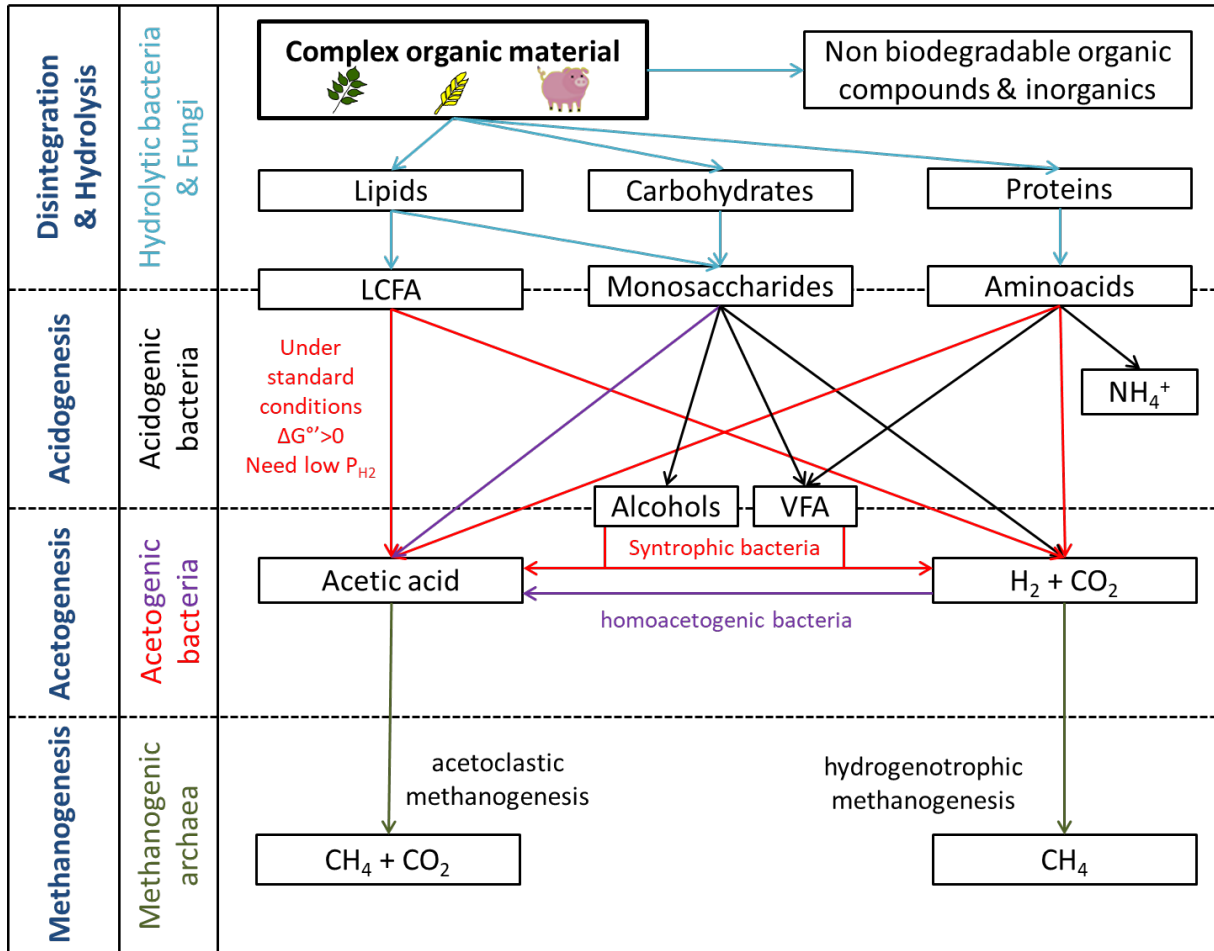 Disintegration
& Hydrolysis
Hydrolytic bacteria
& Fungi
Complex organic material
Non biodegradable organic
compounds & inorganics
Lipids
Carbohydrates
Proteins
LCFA
Monosaccharides
Aminoacids
Acidogenesis
Acidogenic
bacteria
Under
standard
conditions
ΔG°’>0
Need low P_H2
NH₄⁺
Alcohols
VFA
Acetogenesis
Acetogenic
bacteria
Syntrophic bacteria
Acetic acid
H₂ + CO₂
homoacetogenic bacteria
Methanogenesis
Methanogenic
archaea
acetoclastic
methanogenesis
hydrogenotrophic
methanogenesis
CH₄ + CO₂
CH₄